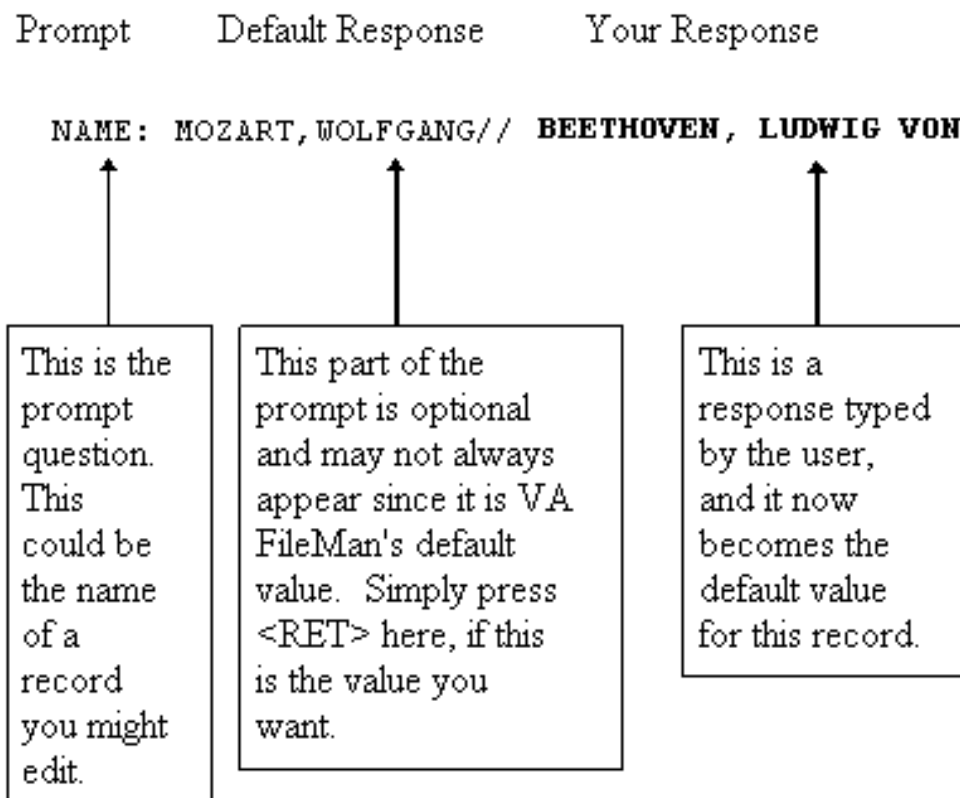 Prompt Default Response Your Response
NAME: MOZART,WOLFGANG// BEETHOVEN, LUDWIG VON
This is the
prompt
question.
This
could be
the name
of a
record
you might
edit.
This part of the
prompt is optional
and may not always
appear since it is VA
FileMan's default
value. Simply press
<RET> here, if this
is the value you
want.
This is a
response typed
by the user,
and it now
becomes the
default value
for this record.